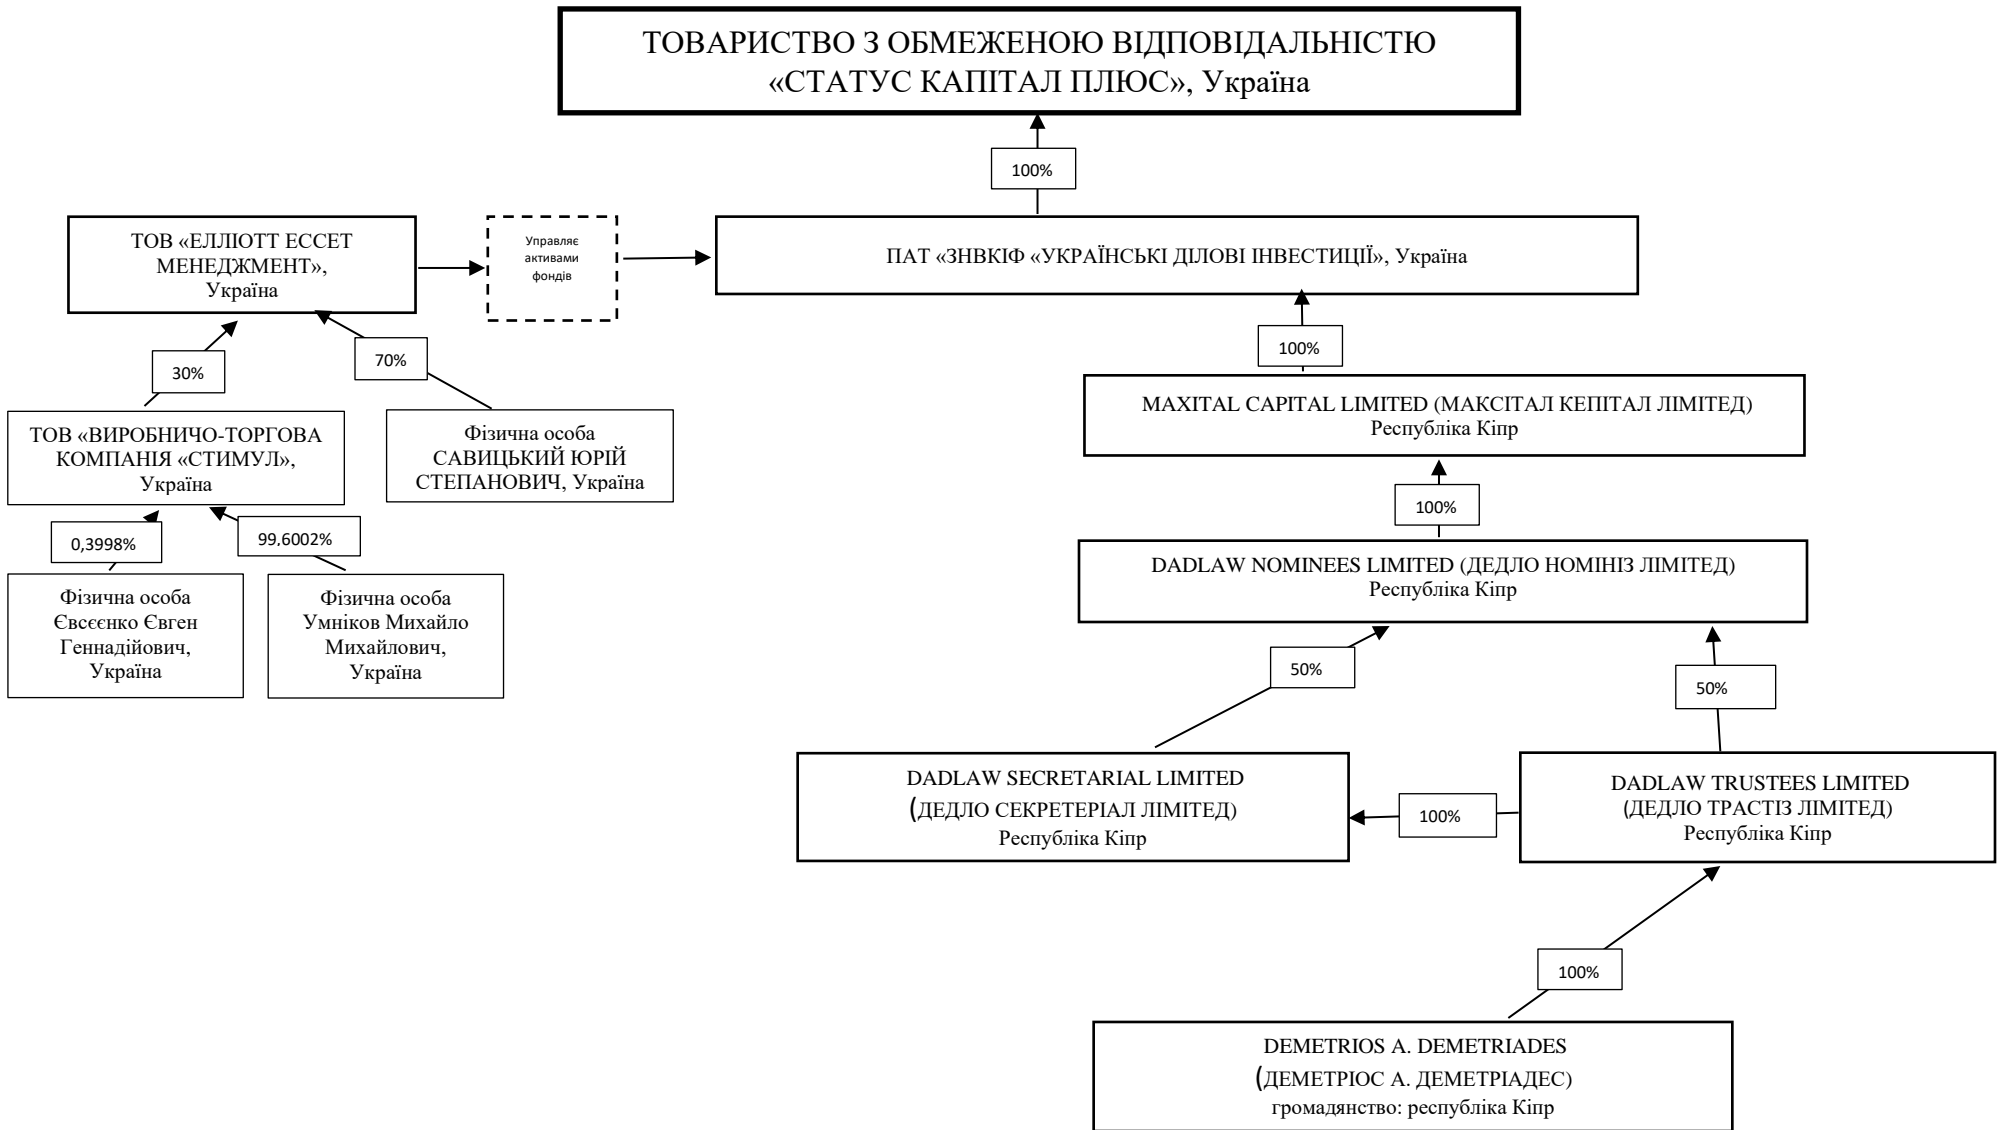 ТОВАРИСТВО З ОБМЕЖЕНОЮ ВІДПОВІДАЛЬНІСТЮ
«СТАТУС КАПІТАЛ ПЛЮС», Україна
100%
ТОВ «ЕЛЛІОТТ ЕССЕТ
МЕНЕДЖМЕНТ»,
Україна
Управляє
активами
фондів
ПАТ «ЗНВКІФ «УКРАЇНСЬКІ ДІЛОВІ ІНВЕСТИЦІЇ», Україна
30%
70%
100%
ТОВ «ВИРОБНИЧО-ТОРГОВА
КОМПАНІЯ «СТИМУЛ»,
Україна
Фізична особа
САВИЦЬКИЙ ЮРІЙ
СТЕПАНОВИЧ, Україна
MAXITAL CAPITAL LIMITED (МАКСІТАЛ КЕПІТАЛ ЛІМІТЕД)
Республіка Кіпр
0,3998%
99,6002%
100%
Фізична особа
Євсєєнко Євген
Геннадійович,
Україна
Фізична особа
Умніков Михайло
Михайлович,
Україна
DADLAW NOMINEES LIMITED (ДЕДЛО НОМІНІЗ ЛІМІТЕД)
Республіка Кіпр
50%
50%
DADLAW SECRETARIAL LIMITED
(ДЕДЛО СЕКРЕТЕРІАЛ ЛІМІТЕД)
Республіка Кіпр
100%
DADLAW TRUSTEES LIMITED
(ДЕДЛО ТРАСТІЗ ЛІМІТЕД)
Республіка Кіпр
100%
DEMETRIOS A. DEMETRIADES
(ДЕМЕТРІОС А. ДЕМЕТРІАДЕС)
громадянство: республіка Кіпр